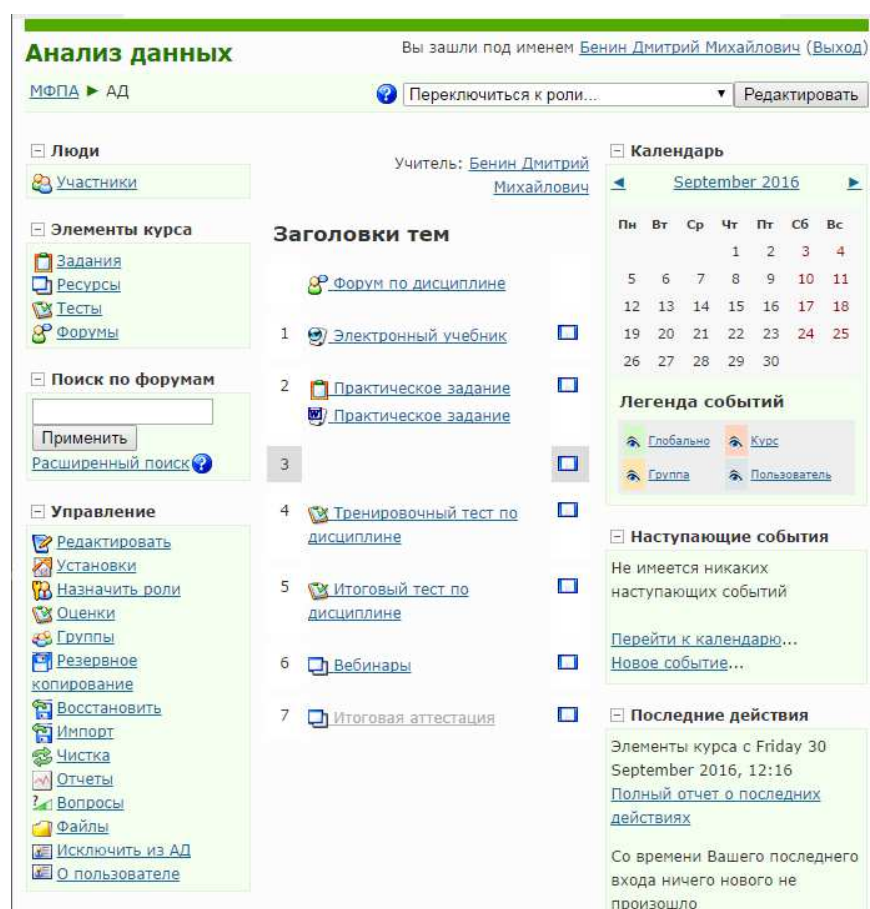 Анализ данных
Вы зашли под именем Бенин Дмитрий Михайлович (Выход)
МФПА ► АД
Переключиться к роли...
Редактировать
Люди
Участники
Элементы курса
Задания
Ресурсы
Тесты
Форумы
Поиск по форумам
Применить
Расширенный поиск
Управление
Редактировать
Установки
Назначить роли
Оценки
Группы
Резервное
копирование
Восстановить
Импорт
Чистка
Отчеты
Вопросы
Файлы
Исключить из АД
О пользователе
Учитель: Бенин Дмитрий
Михайлович
Заголовки тем
Форум по дисциплине
1 Электронный учебник
2 Практическое задание
Практическое задание
3
4 Тренировочный тест по
дисциплине
5 Итоговый тест по
дисциплине
6 Вебинары
7 Итоговая аттестация
Календарь
◄ September 2016 ►
Пн Вт Ср Чт Пт Сб Вс
1 2 3 4
5 6 7 8 9 10 11
12 13 14 15 16 17 18
19 20 21 22 23 24 25
26 27 28 29 30
Легенда событий
Глобально Курс
Группа Пользователь
Наступающие события
Не имеется никаких
наступающих событий
Перейти к календарю...
Новое событие...
Последние действия
Элементы курса с Friday 30
September 2016, 12:16
Полный отчет о последних
действиях
Со времени Вашего последнего
входа ничего нового не
произошло